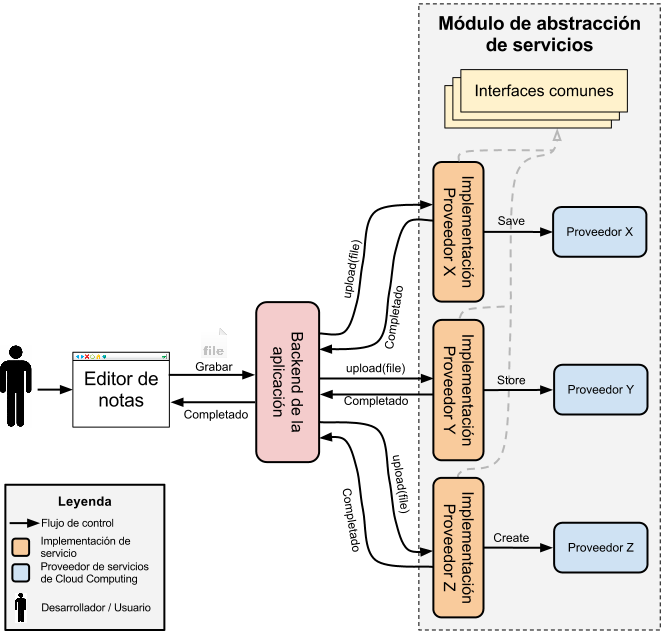 Módulo de abstracción
de servicios
Interfaces comunes
Implementación
Proveedor X
Save
Proveedor X
upload(file)
Completado
file
Grabar
Editor de
notas
Completado
Backend de la
aplicación
upload(file)
Completado
Implementación
Proveedor Y
Store
Proveedor Y
upload(file)
Completado
Implementación
Proveedor Z
Create
Proveedor Z
Leyenda
Flujo de control
Implementación de
servicio
Proveedor de servicios
de Cloud Computing
Desarrollador / Usuario